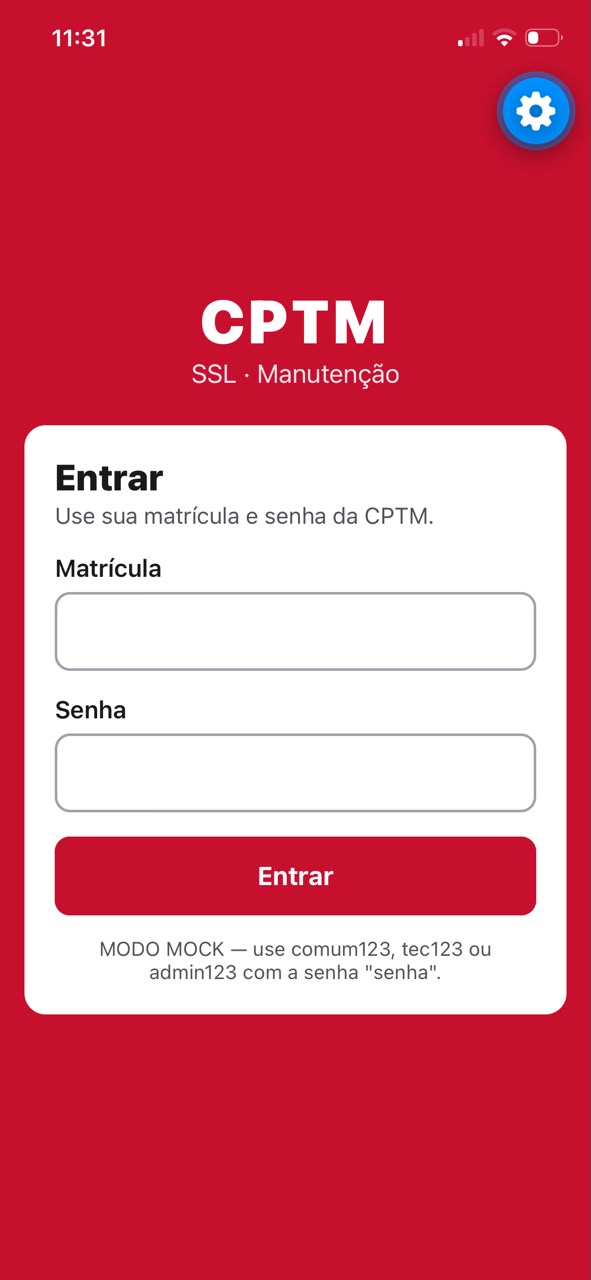 11:31
CPTM
SSL · Manutenção
Entrar
Use sua matrícula e senha da CPTM.
Matrícula
Senha
Entrar
MODO MOCK — use comum123, tec123 ou
admin123 com a senha "senha".